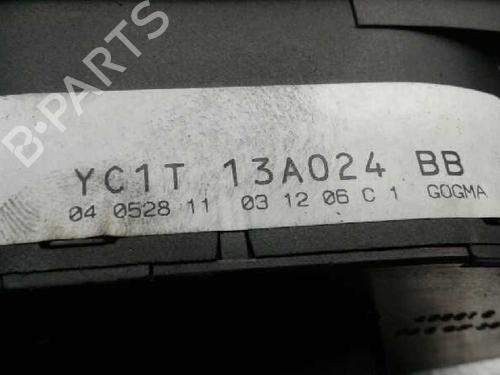 B-PARTS
YC1T 13A024 BB
04 0528 11 03 12 06 C 1 GOGMA